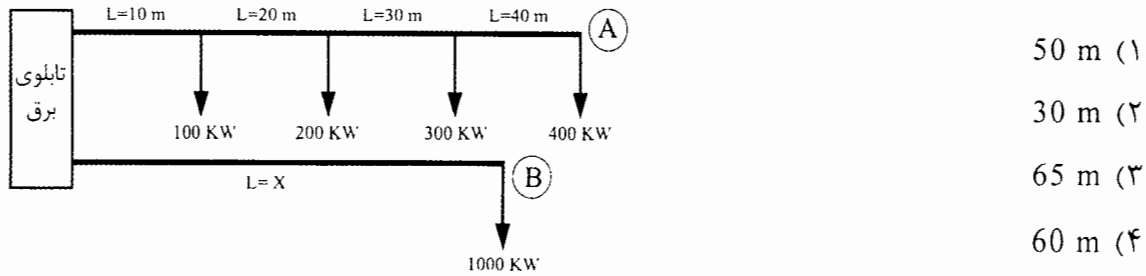 L=10 m L=20 m L=30 m L=40 m
A
تابلوی
برق
100 KW 200 KW 300 KW 400 KW
B
L= X
1000 KW
50 m (۱
30 m (۲
65 m (۳
60 m (۴